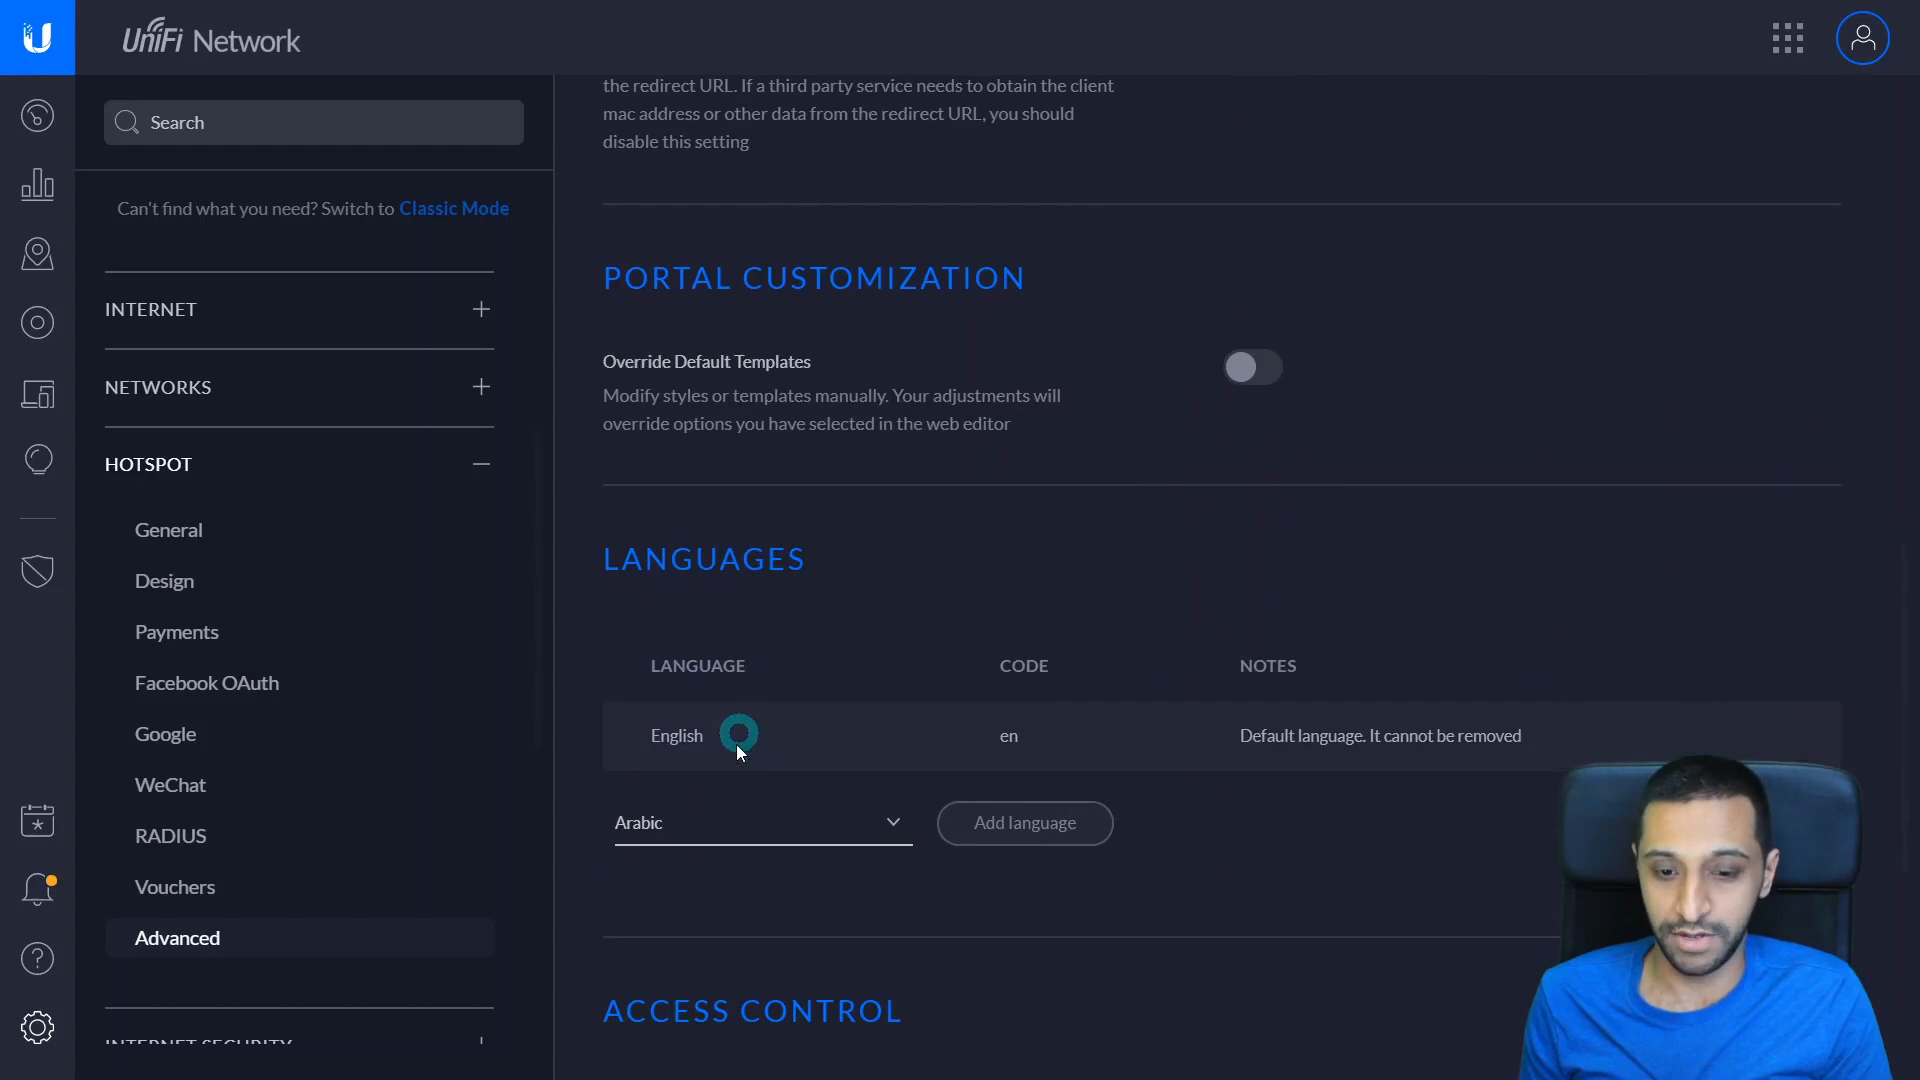 UniFi Network
Search
Can't find what you need? Switch to Classic Mode
INTERNET
NETWORKS
HOTSPOT
General
Design
Payments
Facebook OAuth
Google
WeChat
RADIUS
Vouchers
Advanced
INTERNET SECURITY
the redirect URL. If a third party service needs to obtain the client
mac address or other data from the redirect URL, you should
disable this setting
PORTAL CUSTOMIZATION
Override Default Templates
Modify styles or templates manually. Your adjustments will
override options you have selected in the web editor
LANGUAGES
LANGUAGE CODE NOTES
English en Default language. It cannot be removed
Arabic Add language
ACCESS CONTROL